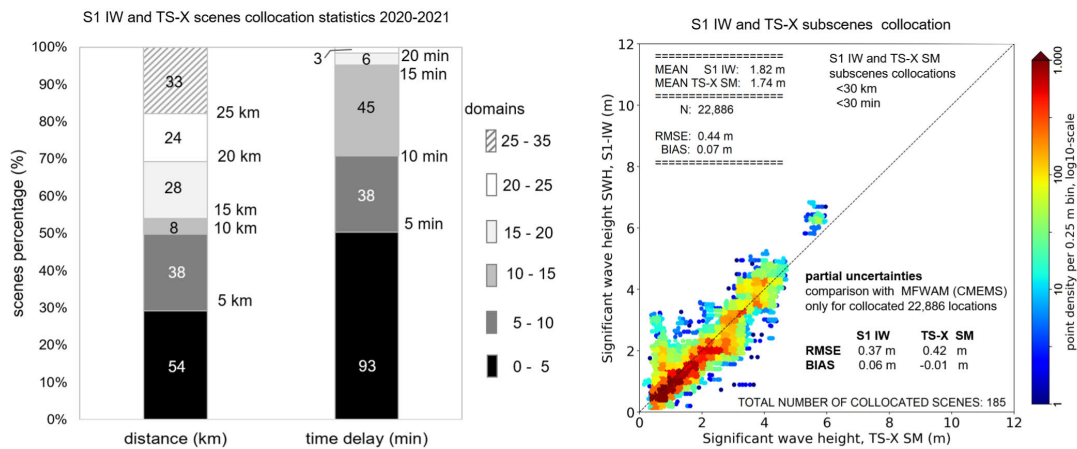 S1 IW and TS-X scenes collocation statistics 2020-2021
scenes percentage (%)
100%
90%
80%
70%
60%
50%
40%
30%
20%
10%
0%
33
25 km
24
20 km
28
15 km
8
10 km
38
5 km
54
distance (km)
3
6
20 min
15 min
45
10 min
38
5 min
93
time delay (min)
domains
25 - 35
20 - 25
15 - 20
10 - 15
5 - 10
0 - 5
S1 IW and TS-X subscenes collocation
Significant wave height SWH, S1-IW (m)
12
10
8
6
4
2
0
====================
MEAN S1 IW: 1.82 m
MEAN TS-X SM: 1.74 m
====================
N: 22,886
RMSE: 0.44 m
BIAS: 0.07 m
====================
S1 IW and TS-X SM
subscenes collocations
<30 km
<30 min
partial uncertainties
comparison with MFWAM (CMEMS)
only for collocated 22,886 locations
S1 IW TS-X SM
RMSE 0.37 m 0.42 m
BIAS 0.06 m -0.01 m
TOTAL NUMBER OF COLLOCATED SCENES: 185
0 2 4 6 8 10 12
Significant wave height, TS-X SM (m)
1.000
100
10
1
point density per 0.25 m bin, log10-scale